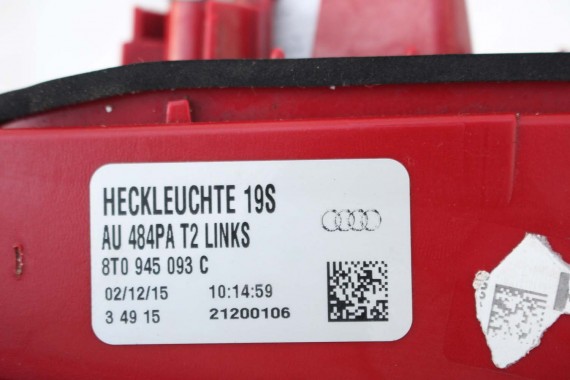 HECKLEUCHTE 19S
AU 484PA T2 LINKS
8T0 945 093 C
02/12/15 10:14:59
3 49 15 21200106